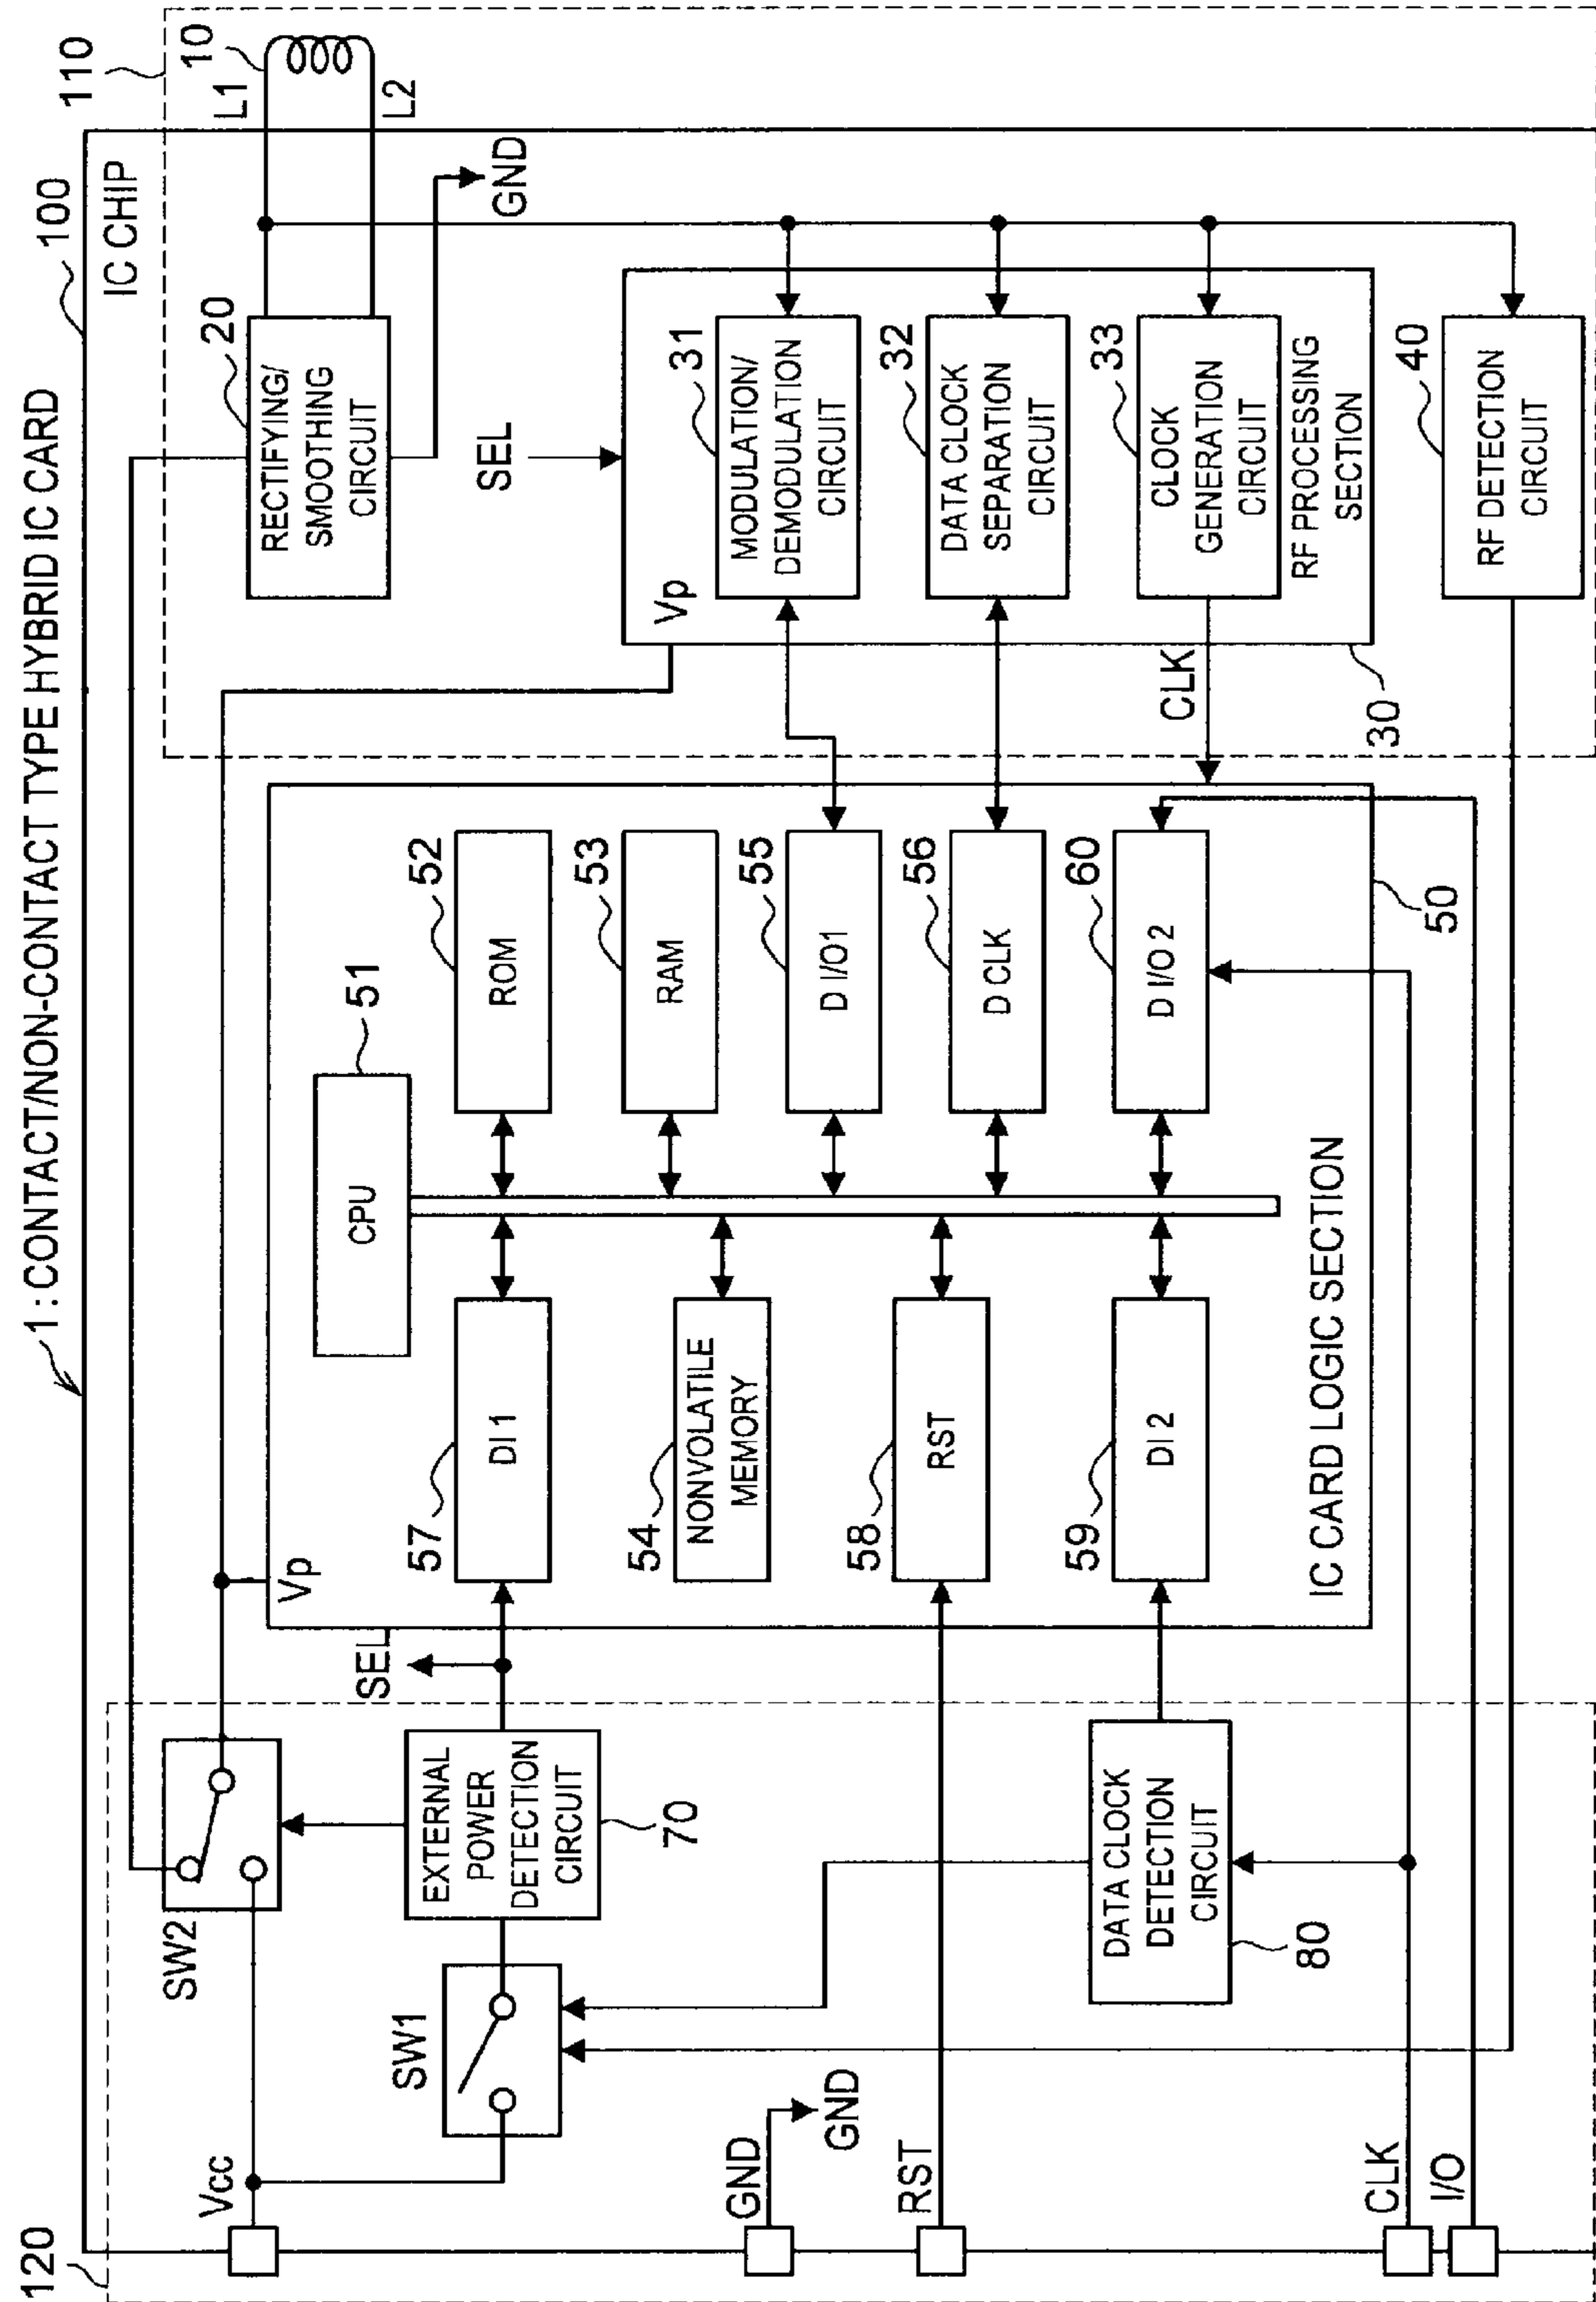 1 : CONTACT/NON-CONTACT TYPE HYBRID IC CARD
120
100
110
IC CHIP
Vcc
SW2
SW1
EXTERNAL
POWER
DETECTION
CIRCUIT
70
SEL
Vp
GND
GND
RST
CLK
I/O
DATA CLOCK
DETECTION
CIRCUIT
80
CPU
51
57
DI 1
54
NONVOLATILE
MEMORY
58
RST
59
DI 2
52
ROM
53
RAM
55
D I/O1
56
D CLK
60
D I/O 2
IC CARD LOGIC SECTION
50
20
RECTIFYING/
SMOOTHING
CIRCUIT
L1
10
L2
GND
SEL
Vp
31
MODULATION/
DEMODULATION
CIRCUIT
32
DATA CLOCK
SEPARATION
CIRCUIT
33
CLOCK
GENERATION
CIRCUIT
RF PROCESSING
SECTION
CLK
30
40
RF DETECTION
CIRCUIT